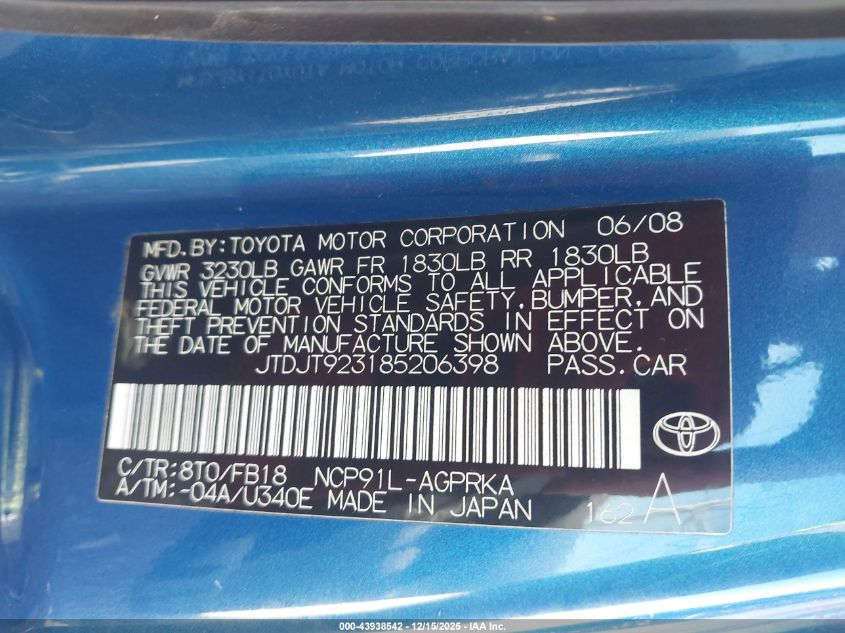 MFD.BY:TOYOTA MOTOR CORPORATION 06/08
GVWR 3230LB GAWR FR 1830LB RR 1830LB
THIS VEHICLE CONFORMS TO ALL APPLICABLE
FEDERAL MOTOR VEHICLE SAFETY, BUMPER, AND
THEFT PREVENTION STANDARDS IN EFFECT ON
THE DATE OF MANUFACTURE SHOWN ABOVE.
JTDJT923185206398 PASS.CAR
C/TR:8T0/FB18 NCP91L-AGPRKA
A/TM:-04A/U340E MADE IN JAPAN 162 A
000-43938542 - 12/15/2025 - IAA Inc.